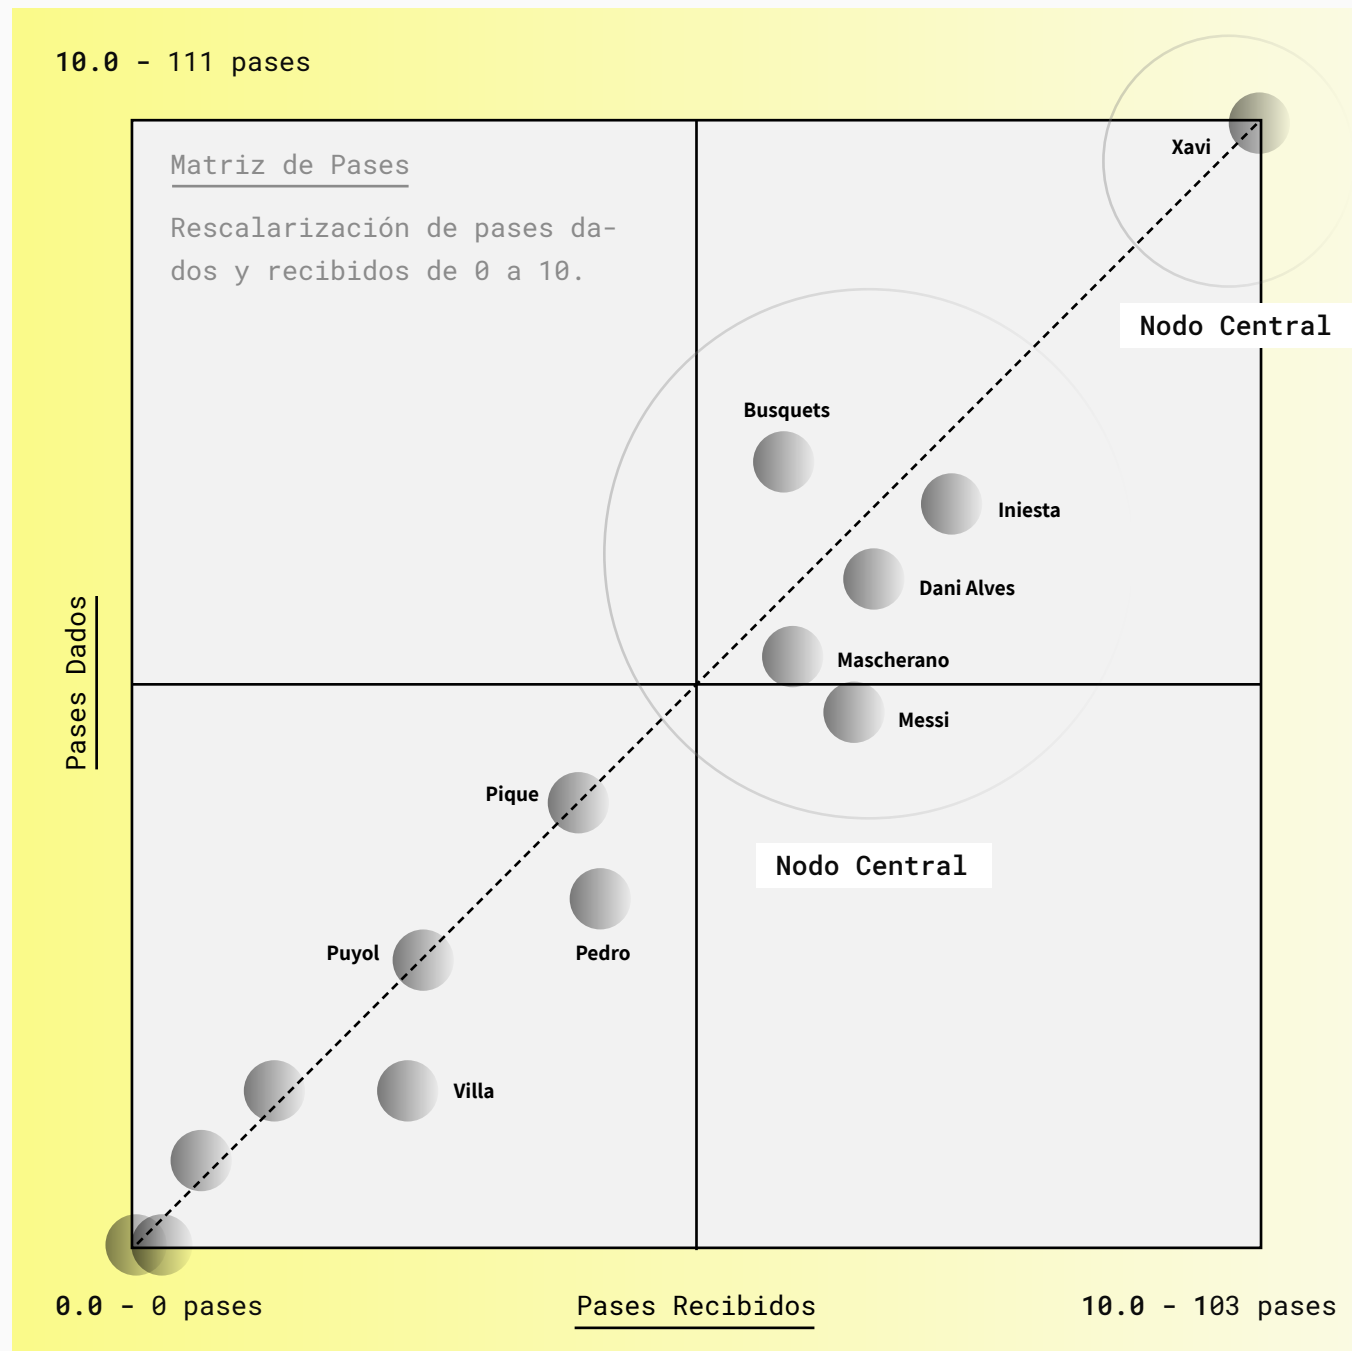 10.0 - 111 pases
Xavi
Matriz de Pases
Rescalarización de pases da-
dos y recibidos de 0 a 10.
Nodo Central
Busquets
Iniesta
Dani Alves
Pases Dados
Mascherano
Messi
Pique
Nodo Central
Puyol
Pedro
Villa
0.0 - 0 pases
Pases Recibidos
10.0 - 103 pases